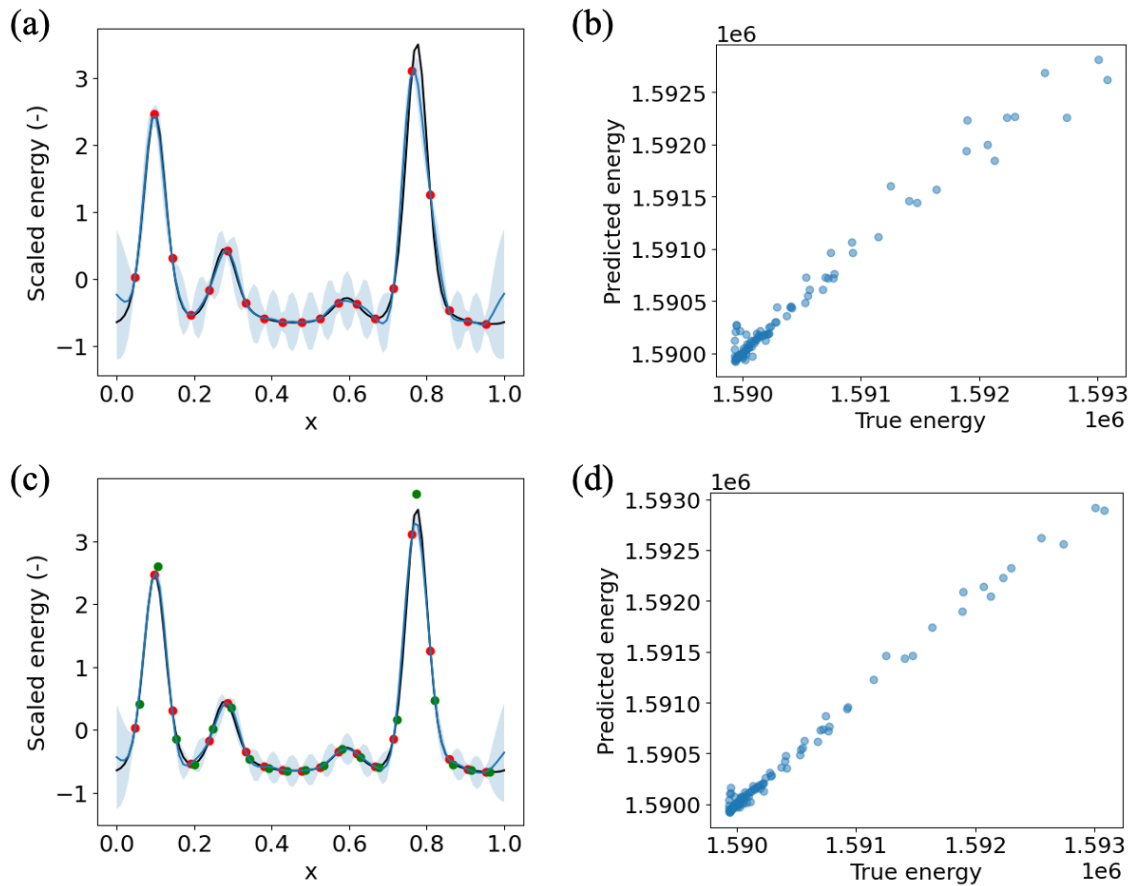 (a)
Scaled energy (-)
3
2
1
0
−1
0.0 0.2 0.4 0.6 0.8 1.0
x
(b)
1e6
Predicted energy
1.5925
1.5920
1.5915
1.5910
1.5905
1.5900
1.590 1.591 1.592 1.593
True energy
1e6
(c)
Scaled energy (-)
3
2
1
0
−1
0.0 0.2 0.4 0.6 0.8 1.0
x
(d)
1e6
Predicted energy
1.5930
1.5925
1.5920
1.5915
1.5910
1.5905
1.5900
1.590 1.591 1.592 1.593
True energy
1e6